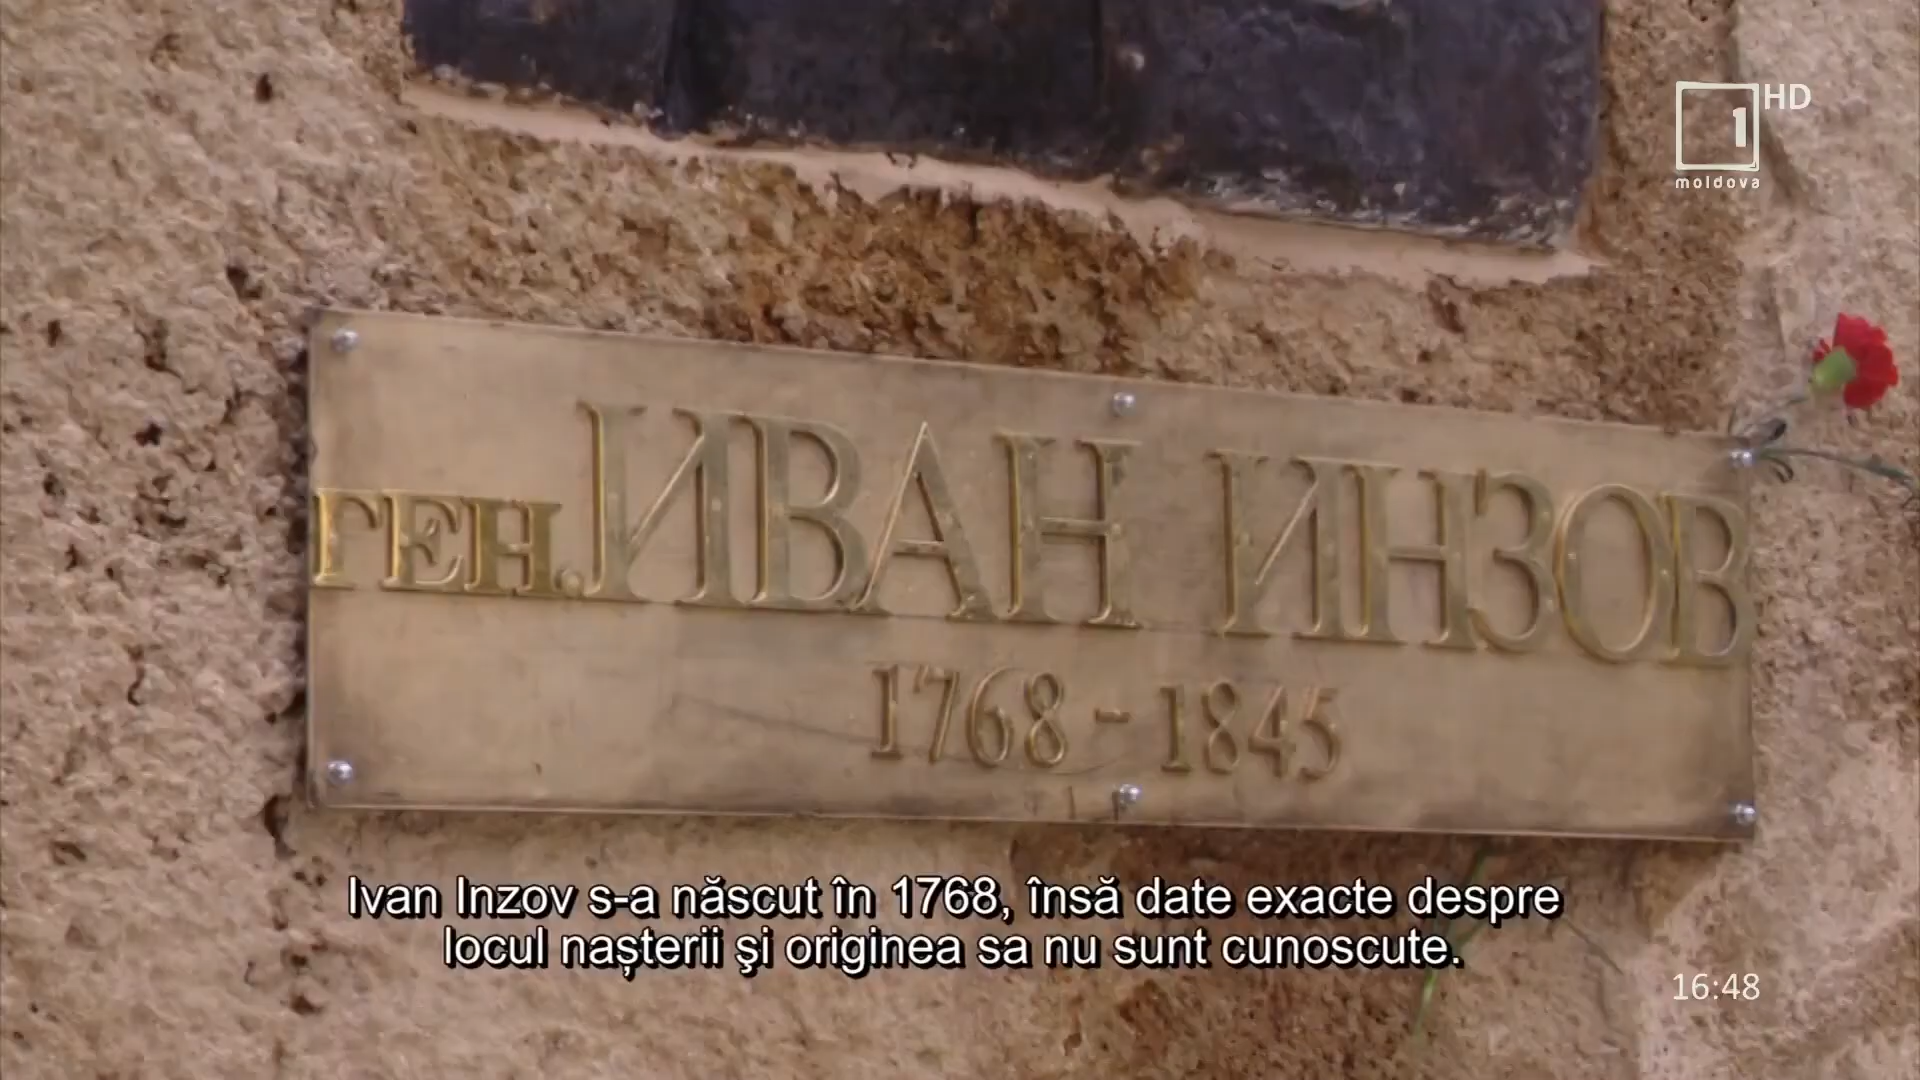 1 HD
moldova
ГЕН. ИВАН ИНЗОВ
1768 - 1845
Ivan Inzov s-a născut în 1768, însă date exacte despre
locul nașterii şi originea sa nu sunt cunoscute.
16:48